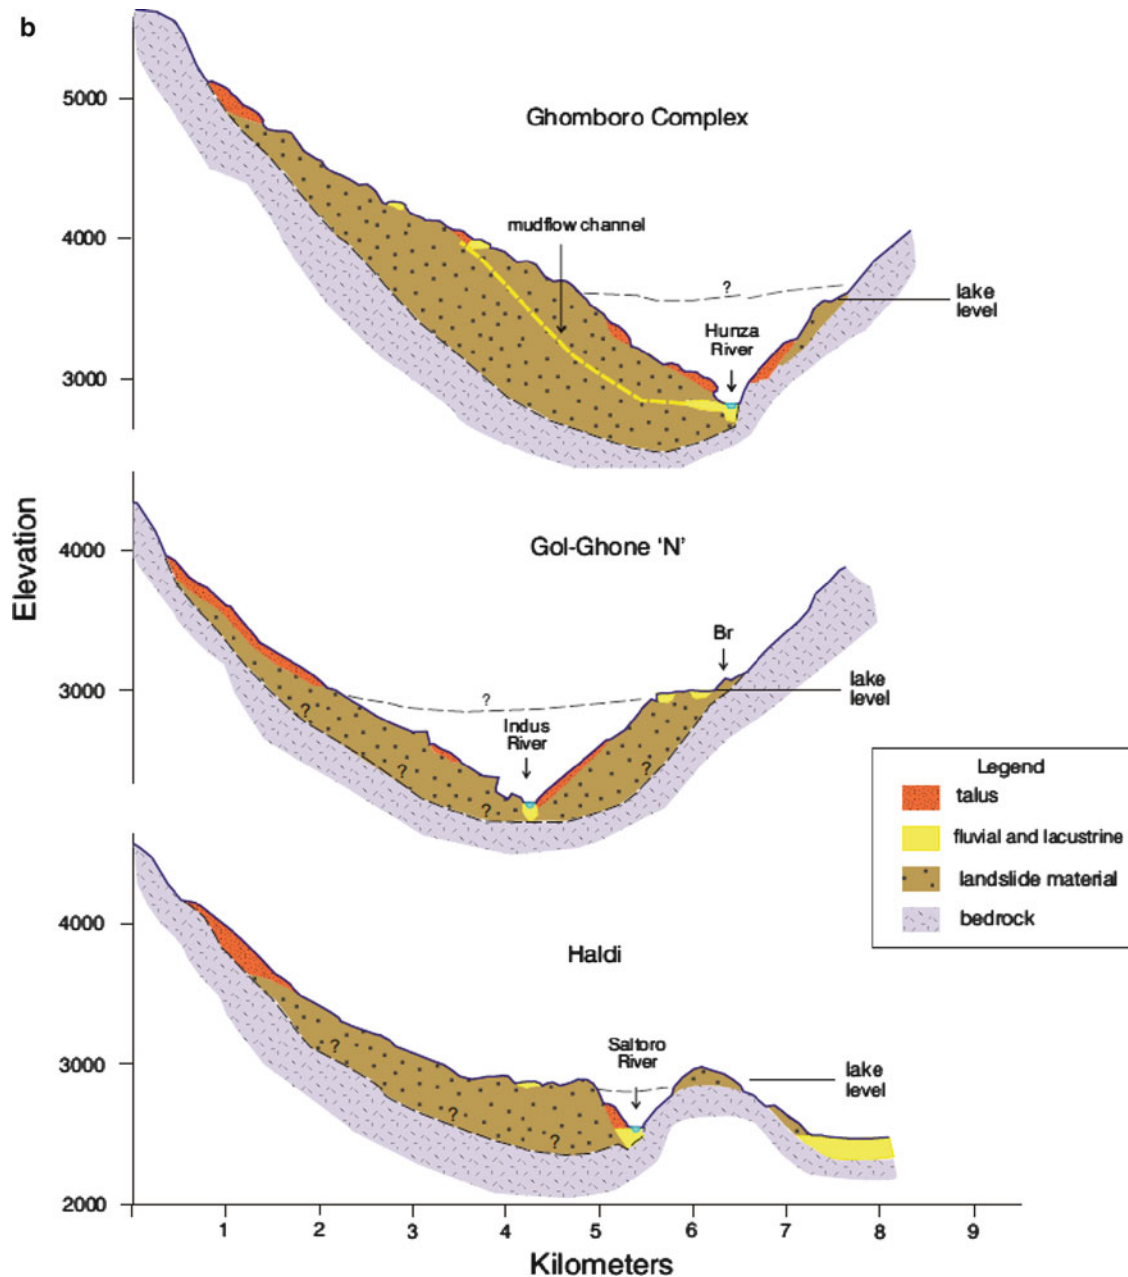 b
5000
4000
3000
Ghomboro Complex
mudflow channel
?
Hunza
River
lake
level
Elevation
4000
3000
Gol-Ghone 'N'
Br
?
Indus
River
lake
level
?
?
?
?
Legend
talus
fluvial and lacustrine
landslide material
bedrock
4000
3000
2000
Haldi
Saltoro
River
lake
level
?
?
?
1 2 3 4 5 6 7 8 9
Kilometers